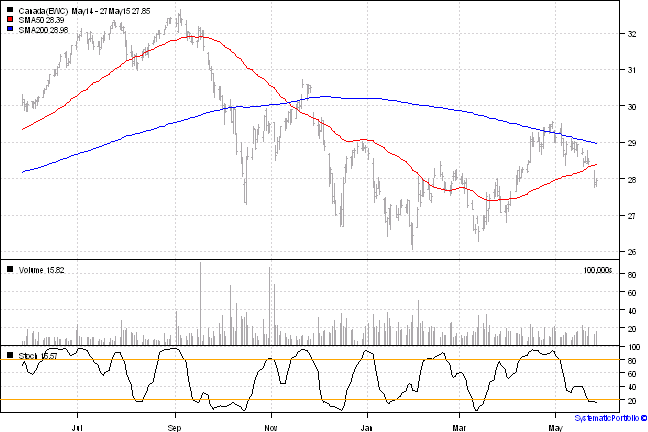 Canada(EWC) May14 - 27May15 27.85
SMA50 28.39
SMA200 28.98
32
31
30
29
28
27
26
Volume 15.82
100,000s
80
60
40
20
Stoch 15.57
100
80
60
40
20
Jul
Sep
Nov
Jan
Mar
May
SystematicPortfolio ©